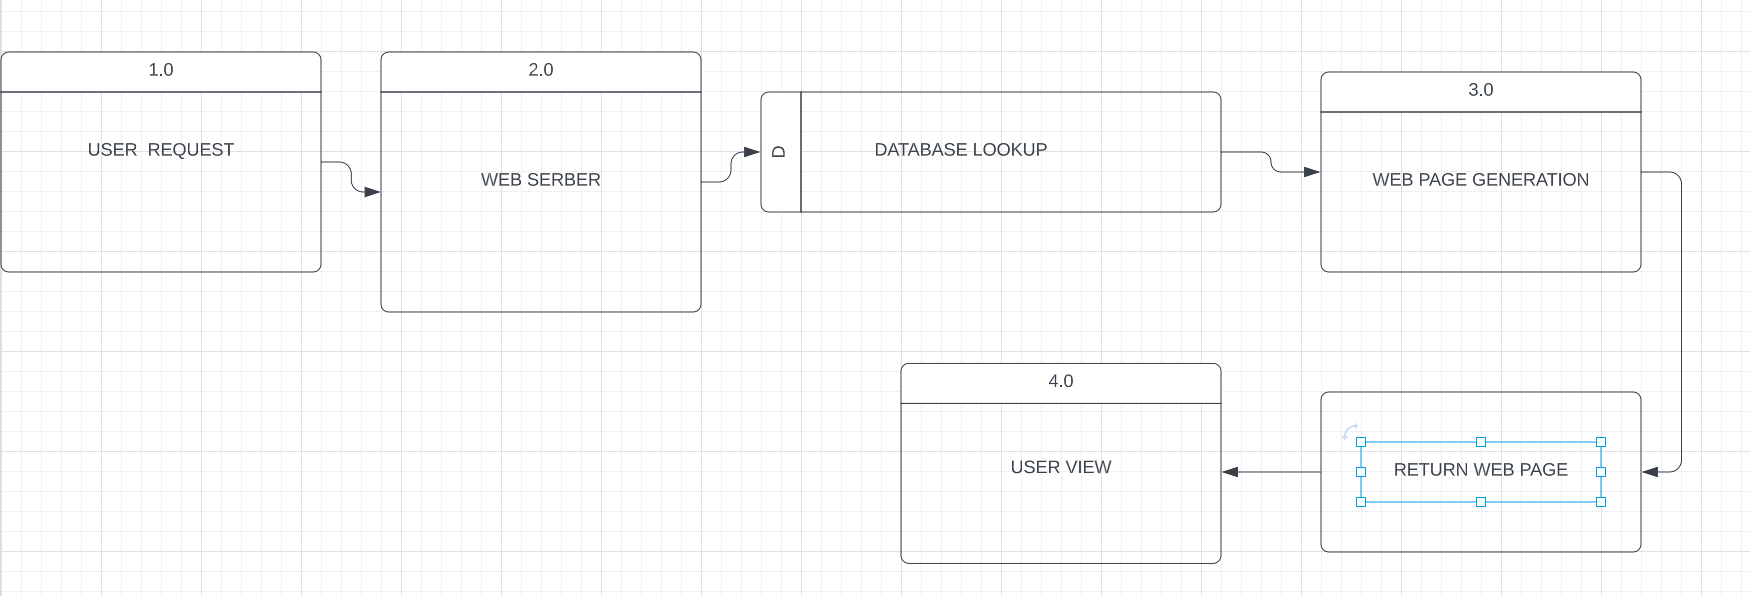 1.0
USER REQUEST
2.0
WEB SERBER
D
DATABASE LOOKUP
3.0
WEB PAGE GENERATION
4.0
USER VIEW
RETURN WEB PAGE